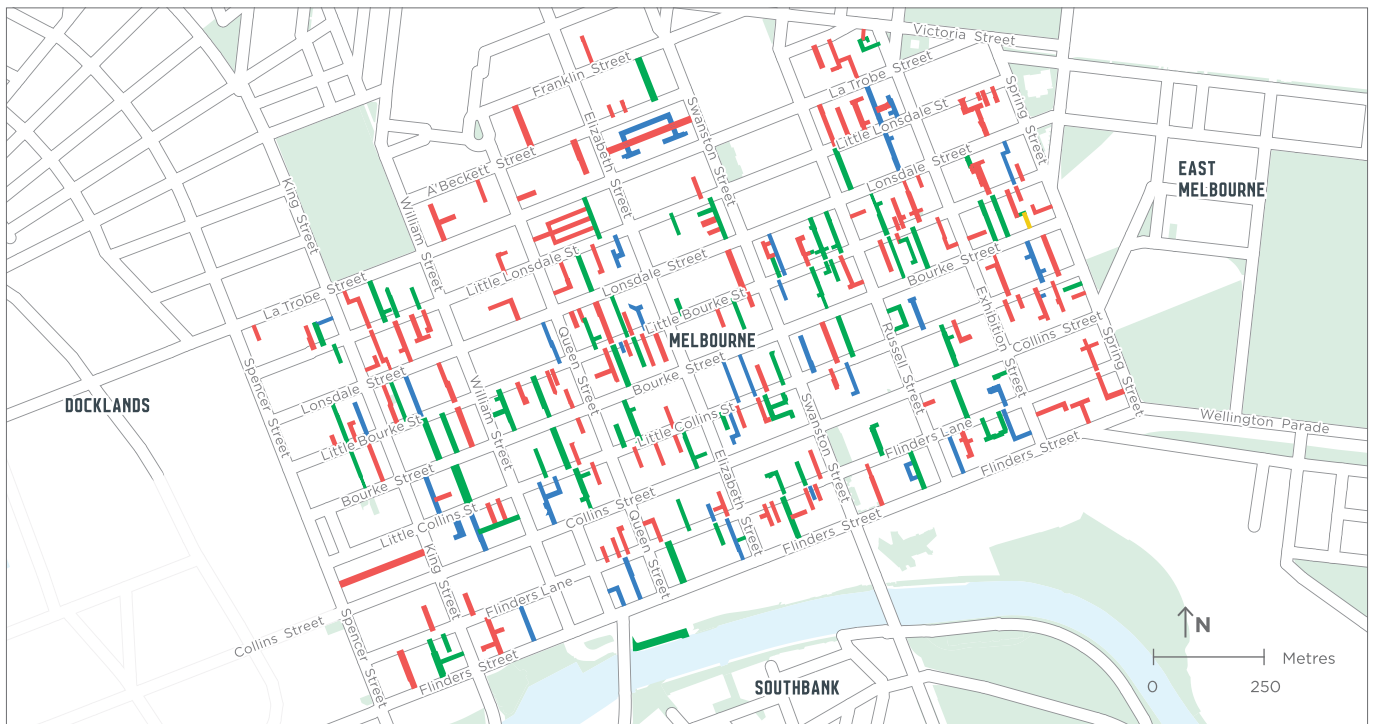 Victoria Street
Franklin Street
La Trobe Street
Spring Street
Swanston Street
Elizabeth Street
Little Lonsdale St
A'Beckett Street
Lonsdale Street
EAST
MELBOURNE
King Street
William Street
Little Lonsdale St
Lonsdale Street
Bourke Street
La Trobe Street
Little Bourke St
Exhibition Street
MELBOURNE
Queen Street
Russell Street
Collins Street
Spring Street
Spencer Street
Lonsdale Street
William Street
Bourke Street
DOCKLANDS
Swanston Street
Little Collins St
Wellington Parade
Little Bourke St
Flinders Lane
Flinders Street
Bourke Street
Elizabeth Street
Collins Street
Little Collins St
Queen Street
Flinders Street
King Street
Flinders Lane
Collins Street
Spencer Street
Flinders Street
N
Metres
0
250
SOUTHBANK